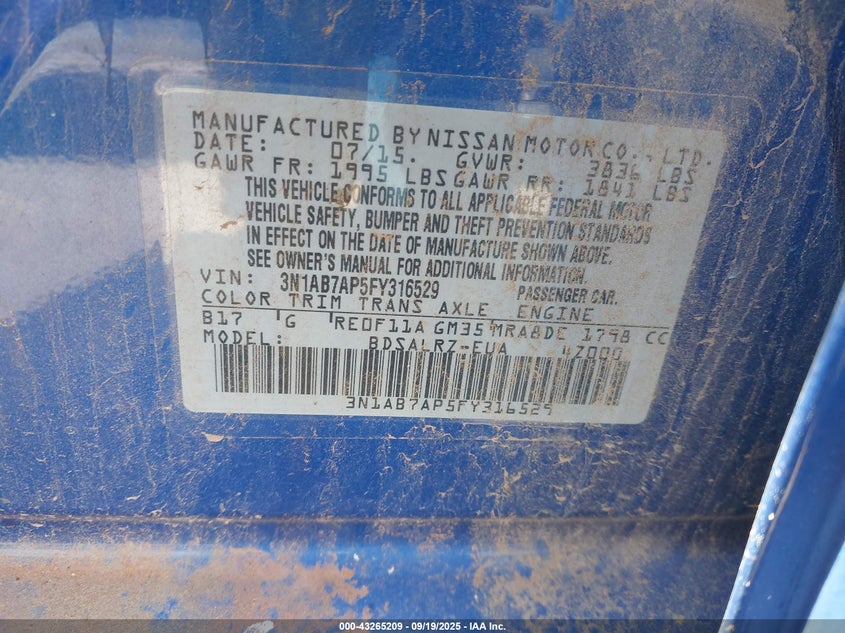 MANUFACTURED BY NISSAN MOTOR CO., LTD.
DATE: 07/15. GVWR: 3836 LBS
GAWR FR: 1995 LBS GAWR RR: 1841 LBS
THIS VEHICLE CONFORMS TO ALL APPLICABLE FEDERAL MOTOR
VEHICLE SAFETY, BUMPER AND THEFT PREVENTION STANDARDS
IN EFFECT ON THE DATE OF MANUFACTURE SHOWN ABOVE.
SEE OWNER'S MANUAL FOR ADDITIONAL INFORMATION.
VIN: 3N1AB7AP5FY316529 PASSENGER CAR.
COLOR TRIM TRANS AXLE ENGINE
B17 G RE0F11A GM35 MRA8DE 1798 CC
MODEL: BDSALRZ-EUA
3N1AB7AP5FY316529
000-43265209 - 09/19/2025 - IAA Inc.